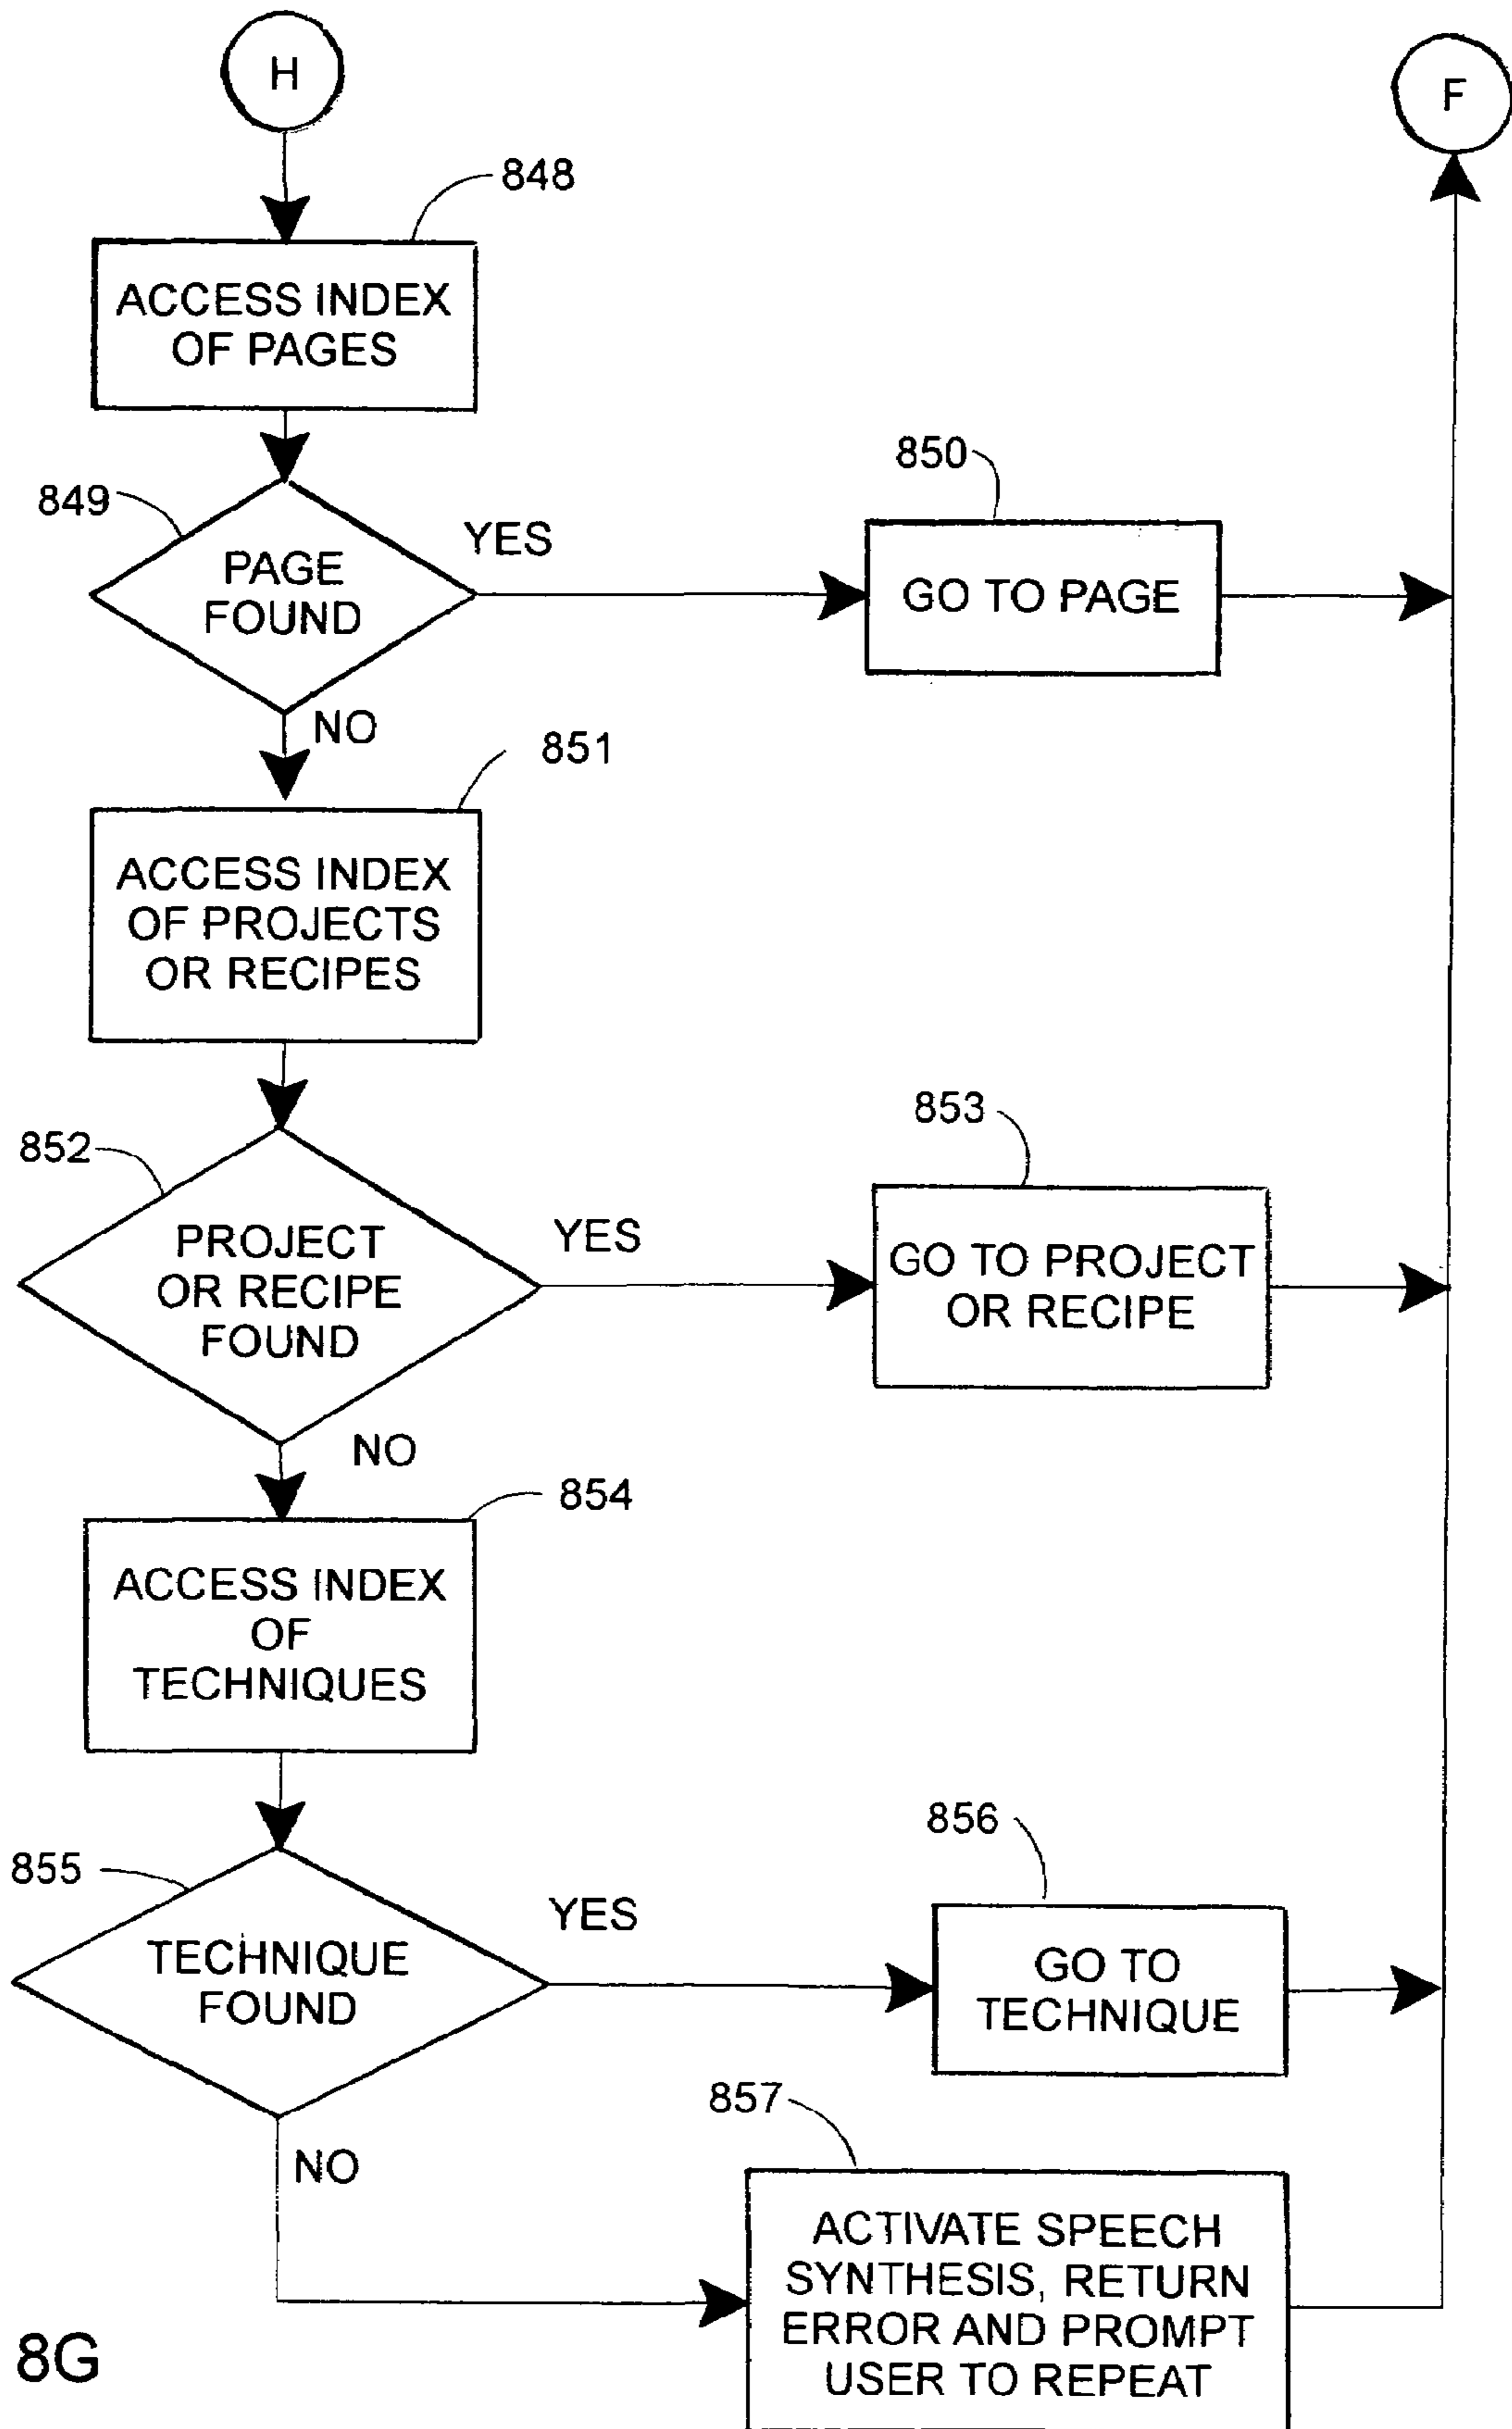 H
F
848
ACCESS INDEX
OF PAGES
850
849
YES
PAGE
FOUND
GO TO PAGE
NO
851
ACCESS INDEX
OF PROJECTS
OR RECIPES
853
852
YES
PROJECT
OR RECIPE
FOUND
GO TO PROJECT
OR RECIPE
NO
854
ACCESS INDEX
OF
TECHNIQUES
856
855
YES
TECHNIQUE
FOUND
GO TO
TECHNIQUE
857
NO
ACTIVATE SPEECH
SYNTHESIS, RETURN
ERROR AND PROMPT
USER TO REPEAT
8G